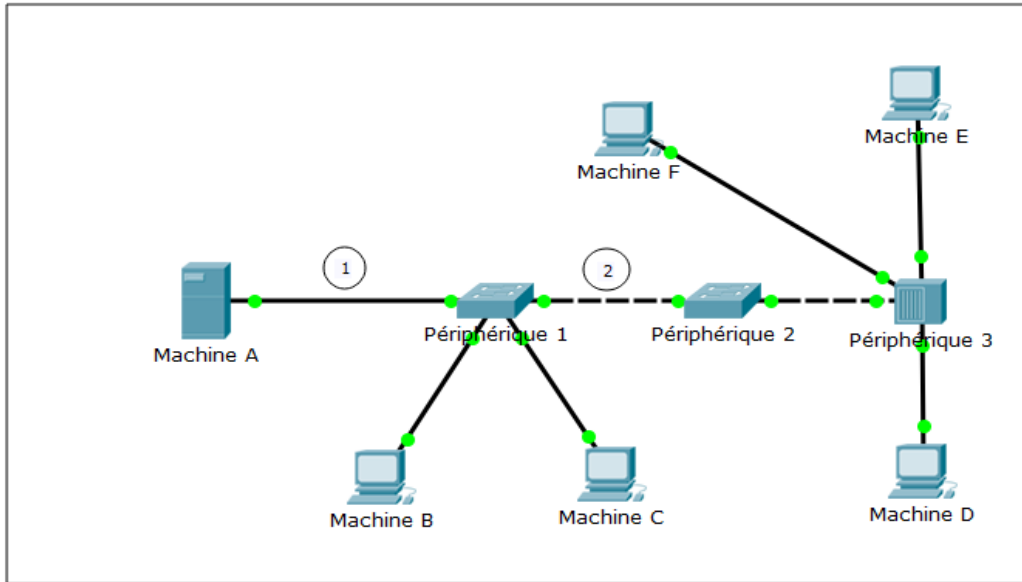 Machine E
Machine F
1
2
Machine A
Périphérique 1
Périphérique 2
Périphérique 3
Machine B
Machine C
Machine D